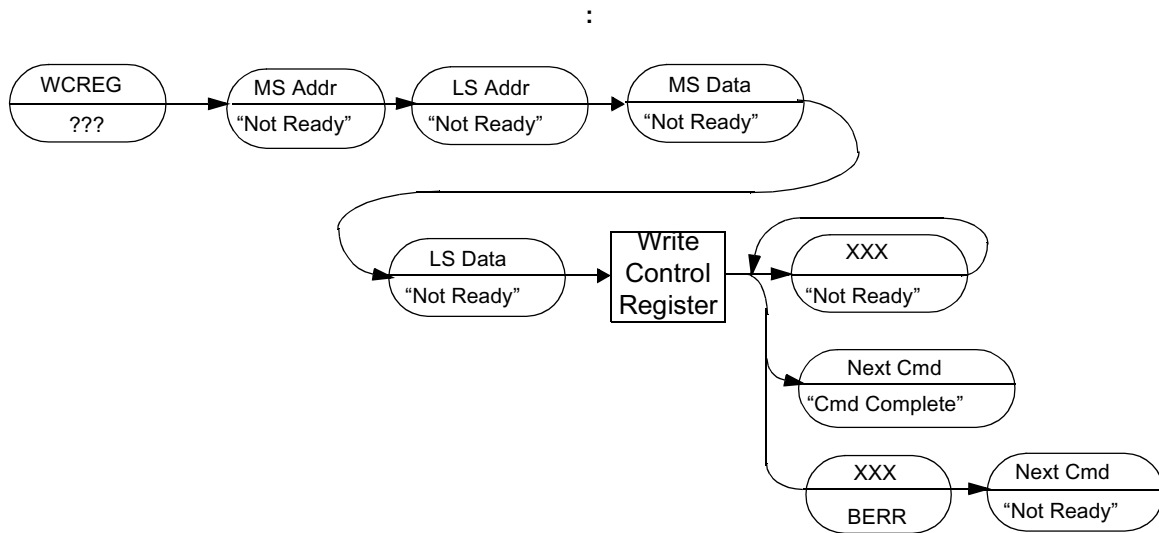 :
WCREG
???
MS Addr
“Not Ready”
LS Addr
“Not Ready”
MS Data
“Not Ready”
LS Data
“Not Ready”
Write
Control
Register
XXX
“Not Ready”
Next Cmd
“Cmd Complete”
XXX
BERR
Next Cmd
“Not Ready”